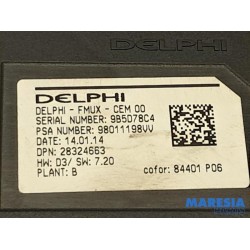 DELPHI
DELPHI
DELPHI - FMUX - CEM 00
SERIAL NUMBER: 9B5D78C4
PSA NUMBER: 98011198VV
DATE: 14.01.14
DPN: 28324663
HW: D3/ SW: 7.20
PLANT: B
cofor: 84401 P06
MARESIA